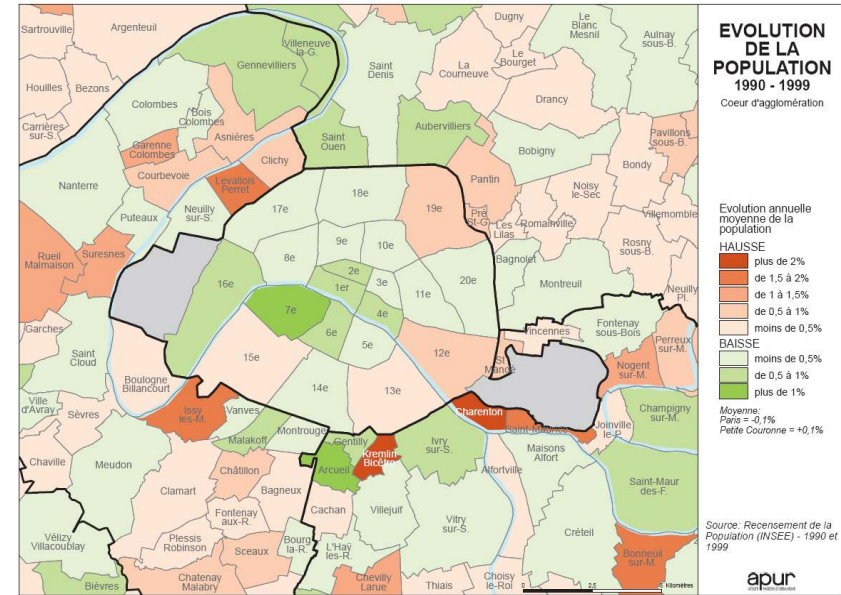 EVOLUTION
DE LA
POPULATION
1990 - 1999
Coeur d'agglomération
Evolution annuelle
moyenne de la
population
HAUSSE
plus de 2%
de 1,5 à 2%
de 1 à 1,5%
de 0,5 à 1%
moins de 0,5%
BAISSE
moins de 0,5%
de 0,5 à 1%
plus de 1%
Moyenne:
Paris = -0,1%
Petite Couronne = +0,1%
Source: Recensement de la
Population (INSEE) - 1990 et
1999
apur
Sartrouville
Argenteuil
Villeneuve
la-G.
Gennevilliers
Saint
Denis
Dugny
La
Courneuve
Le
Bourget
Le
Blanc
Mesnil
Aulnay
sous-B.
Houilles
Bezons
Carrières
sur-S.
Colombes
Bois
Colombes
Asnières
Garenne
Colombes
Courbevoie
Clichy
Saint
Ouen
Aubervilliers
Drancy
Bobigny
Pavillons
sous-B.
Bondy
Nanterre
Levallois
Perret
Puteaux
Neuilly
sur-S.
Pantin
Pré
St-G.
Les
Lilas
Romainville
Noisy
le-Sec
Villemomble
Rosny
sous-B.
Rueil
Malmaison
Suresnes
17e
18e
19e
9e
10e
8e
2e
1er
3e
11e
20e
16e
7e
4e
6e
5e
15e
14e
13e
12e
Bagnolet
Montreuil
Neuilly
Pl.
Vincennes
Fontenay
sous-Bois
Perreux
sur-M.
St
Mandé
Nogent
sur-M.
Garches
Saint
Cloud
Boulogne
Billancourt
Ville
d'Avray
Sèvres
Issy
les-M.
Vanves
Malakoff
Montrouge
Gentilly
Kremlin
Bicêtre
Arcueil
Ivry
sur-S.
Charenton
Saint-Maurice
Joinville
le-P.
Champigny
sur-M.
Maisons
Alfort
Alfortville
Saint-Maur
des-F.
Chaville
Meudon
Clamart
Châtillon
Bagneux
Fontenay
aux-R.
Cachan
Villejuif
Vitry
sur-S.
Créteil
Vélizy
Villacoublay
Plessis
Robinson
Sceaux
Bourg
la-R.
L'Haÿ
les-R.
Bièvres
Chatenay
Malabry
Chevilly
Larue
Thiais
Choisy
le-Roi
Bonneuil
sur-M.
0 2,5 5 Kilomètres